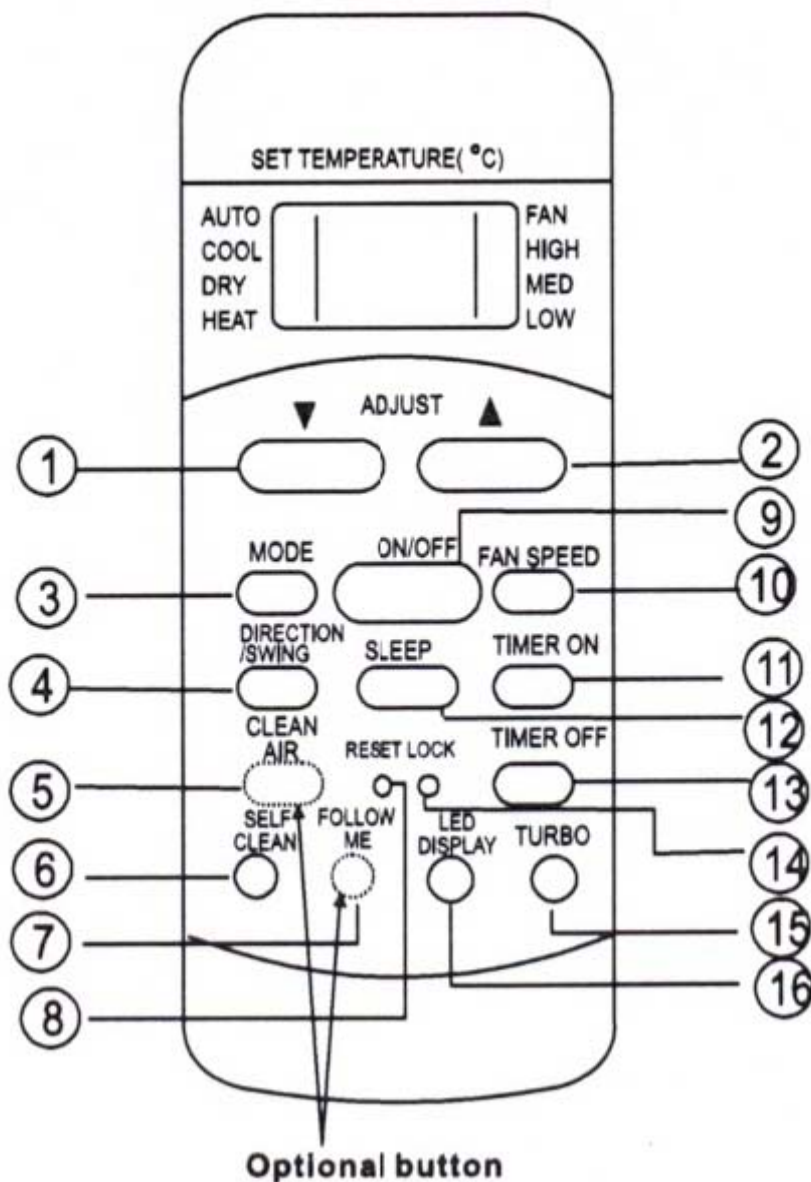 SET TEMPERATURE( °C)
AUTO
COOL
DRY
HEAT
FAN
HIGH
MED
LOW
▼ ADJUST ▲
1
2
9
MODE
ON/OFF
FAN SPEED
3
10
DIRECTION
/SWING
SLEEP
TIMER ON
4
11
12
CLEAN
AIR
RESET LOCK
TIMER OFF
5
13
SELF
CLEAN
FOLLOW
ME
LED
DISPLAY
TURBO
6
14
7
15
8
16
Optional button